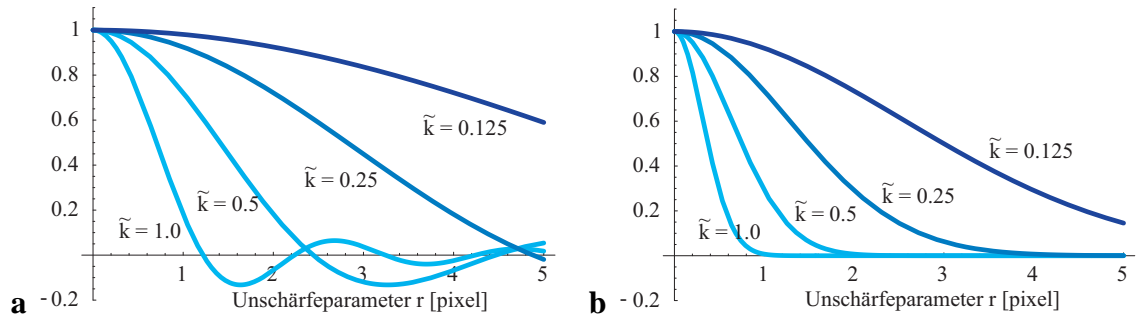 1
0.8
0.6
0.4
0.2
- 0.2
k̃ = 0.125
k̃ = 0.25
k̃ = 0.5
k̃ = 1.0
1 2 3 4 5
Unschärfeparameter r [pixel]
a
1
0.8
0.6
0.4
0.2
- 0.2
k̃ = 0.125
k̃ = 0.25
k̃ = 0.5
k̃ = 1.0
1 2 3 4 5
Unschärfeparameter r [pixel]
b